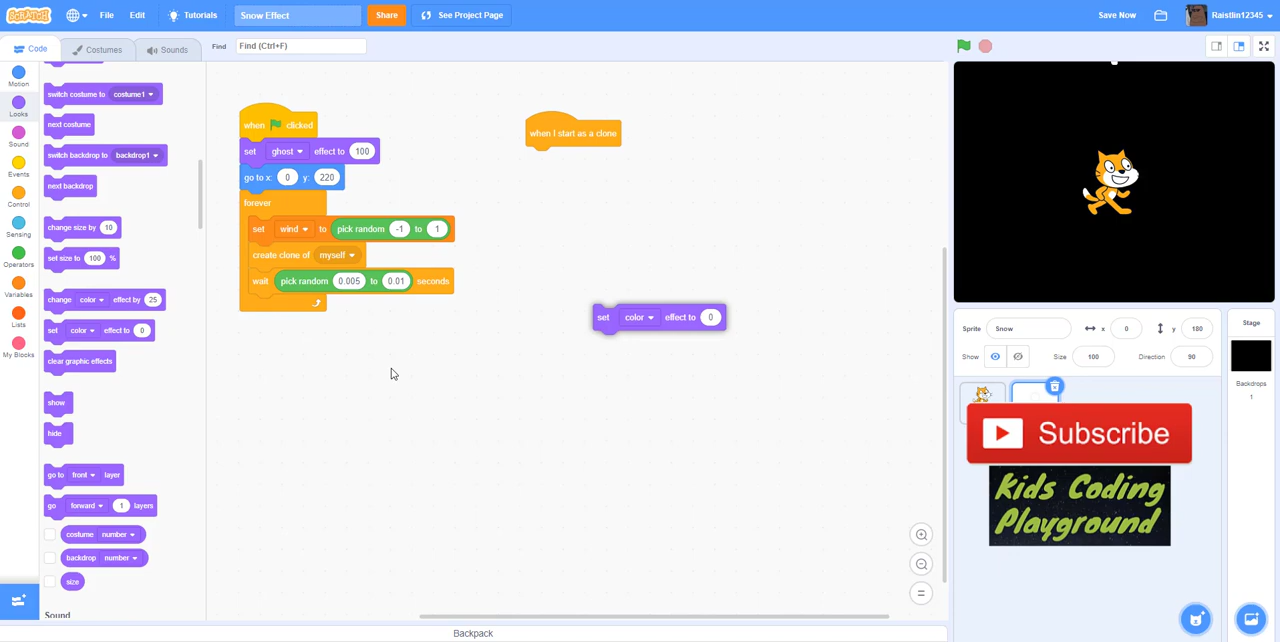 SCRATCH File Edit Tutorials Snow Effect Share See Project Page Save Now Raistlin12345
Code Costumes Sounds Find Find (Ctrl+F)
Motion
Looks
Sound
Events
Control
Sensing
Operators
Variables
Lists
My Blocks
switch costume to costume1
next costume
switch backdrop to backdrop1
next backdrop
change size by 10
set size to 100 %
change color effect by 25
set color effect to 0
clear graphic effects
show
hide
go to front layer
go forward 1 layers
costume number
backdrop number
size
Sound
when clicked
set ghost effect to 100
go to x: 0 y: 220
forever
set wind to pick random -1 to 1
create clone of myself
wait pick random 0.005 to 0.01 seconds
when I start as a clone
set color effect to 0
Backpack
Sprite Snow x 0 y 180
Show Size 100 Direction 90
Stage
Backdrops
1
Subscribe
Kids Coding
Playground